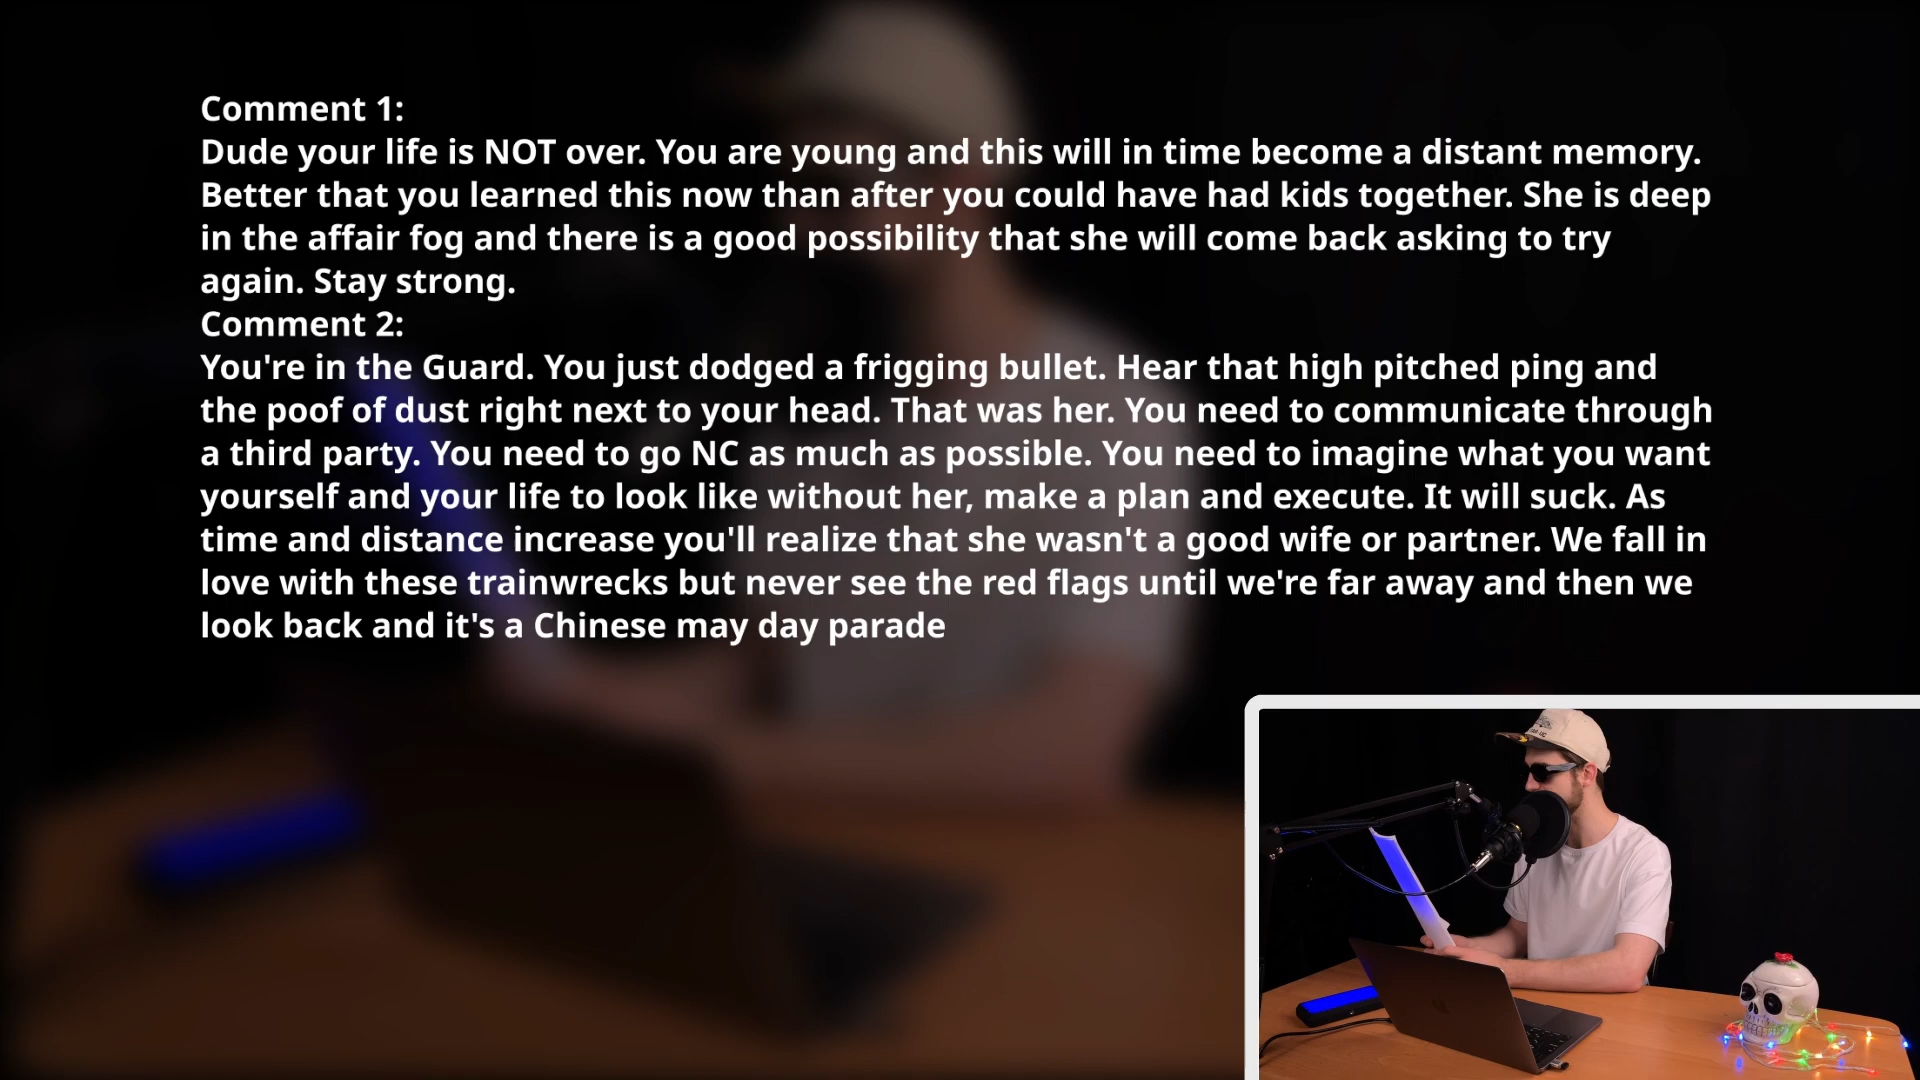 Comment 1:
Dude your life is NOT over. You are young and this will in time become a distant memory.
Better that you learned this now than after you could have had kids together. She is deep
in the affair fog and there is a good possibility that she will come back asking to try
again. Stay strong.
Comment 2:
You're in the Guard. You just dodged a frigging bullet. Hear that high pitched ping and
the poof of dust right next to your head. That was her. You need to communicate through
a third party. You need to go NC as much as possible. You need to imagine what you want
yourself and your life to look like without her, make a plan and execute. It will suck. As
time and distance increase you'll realize that she wasn't a good wife or partner. We fall in
love with these trainwrecks but never see the red flags until we're far away and then we
look back and it's a Chinese may day parade